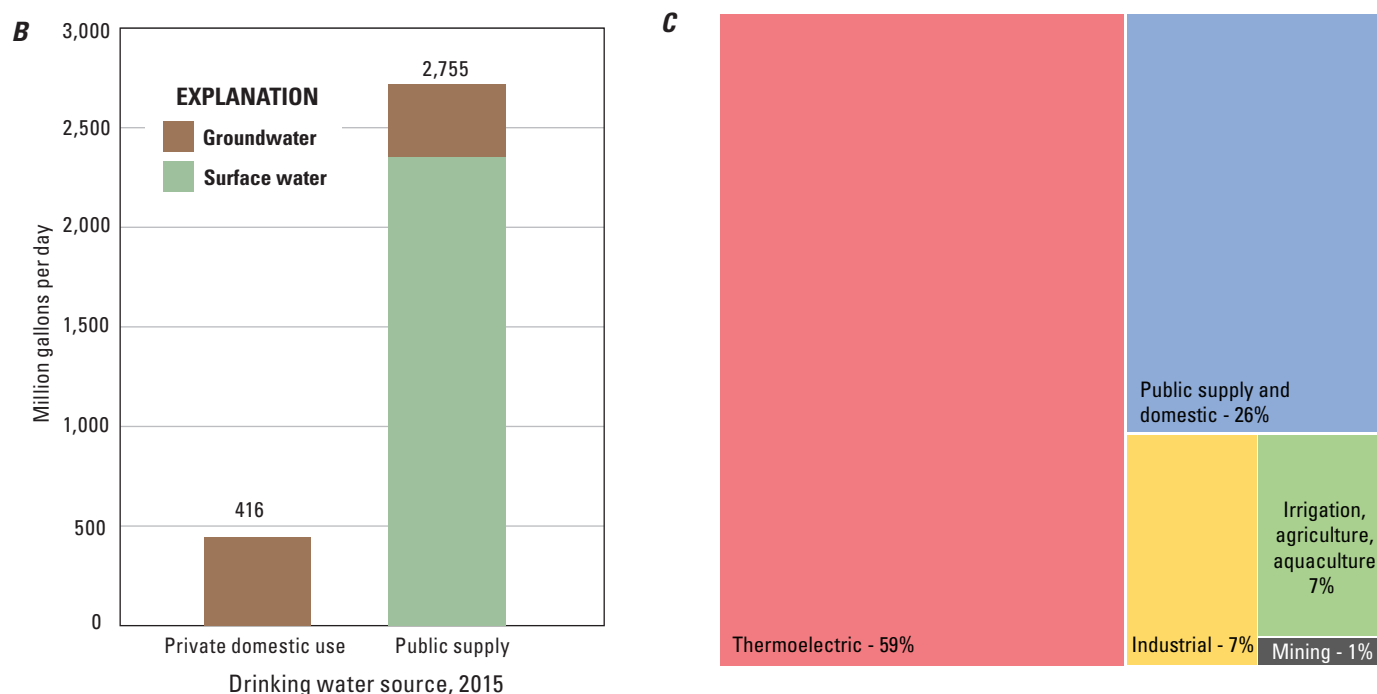 B
3,000
2,500
2,000
1,500
1,000
500
0
Million gallons per day
EXPLANATION
Groundwater
Surface water
416
2,755
Private domestic use
Public supply
Drinking water source, 2015
C
Thermoelectric - 59%
Public supply and
domestic - 26%
Industrial - 7%
Irrigation,
agriculture,
aquaculture
7%
Mining - 1%